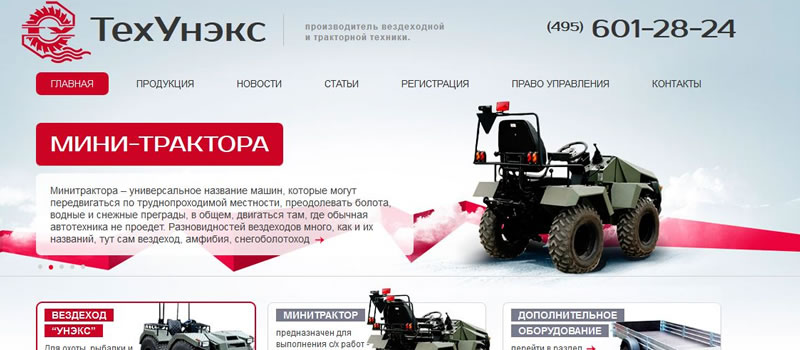 ТехУнэкс
производитель вездеходной
и тракторной техники.
(495) 601-28-24
ГЛАВНАЯ
ПРОДУКЦИЯ
НОВОСТИ
СТАТЬИ
РЕГИСТРАЦИЯ
ПРАВО УПРАВЛЕНИЯ
КОНТАКТЫ
МИНИ-ТРАКТОРА
Минитрактора – универсальное название машин, которые могут
передвигаться по труднопроходимой местности, преодолевать болота,
водные и снежные преграды, в общем, двигаться там, где обычная
автотехника не проедет. Разновидностей вездеходов много, как и их
названий, тут сам вездеход, амфибия, снегоболотоход →
ВЕЗДЕХОД
"УНЭКС"
Для охоты, рыбалки и
МИНИТРАКТОР
предназначен для
выполнения с/х работ -
ДОПОЛНИТЕЛЬНОЕ
ОБОРУДОВАНИЕ
перейти в раздел →